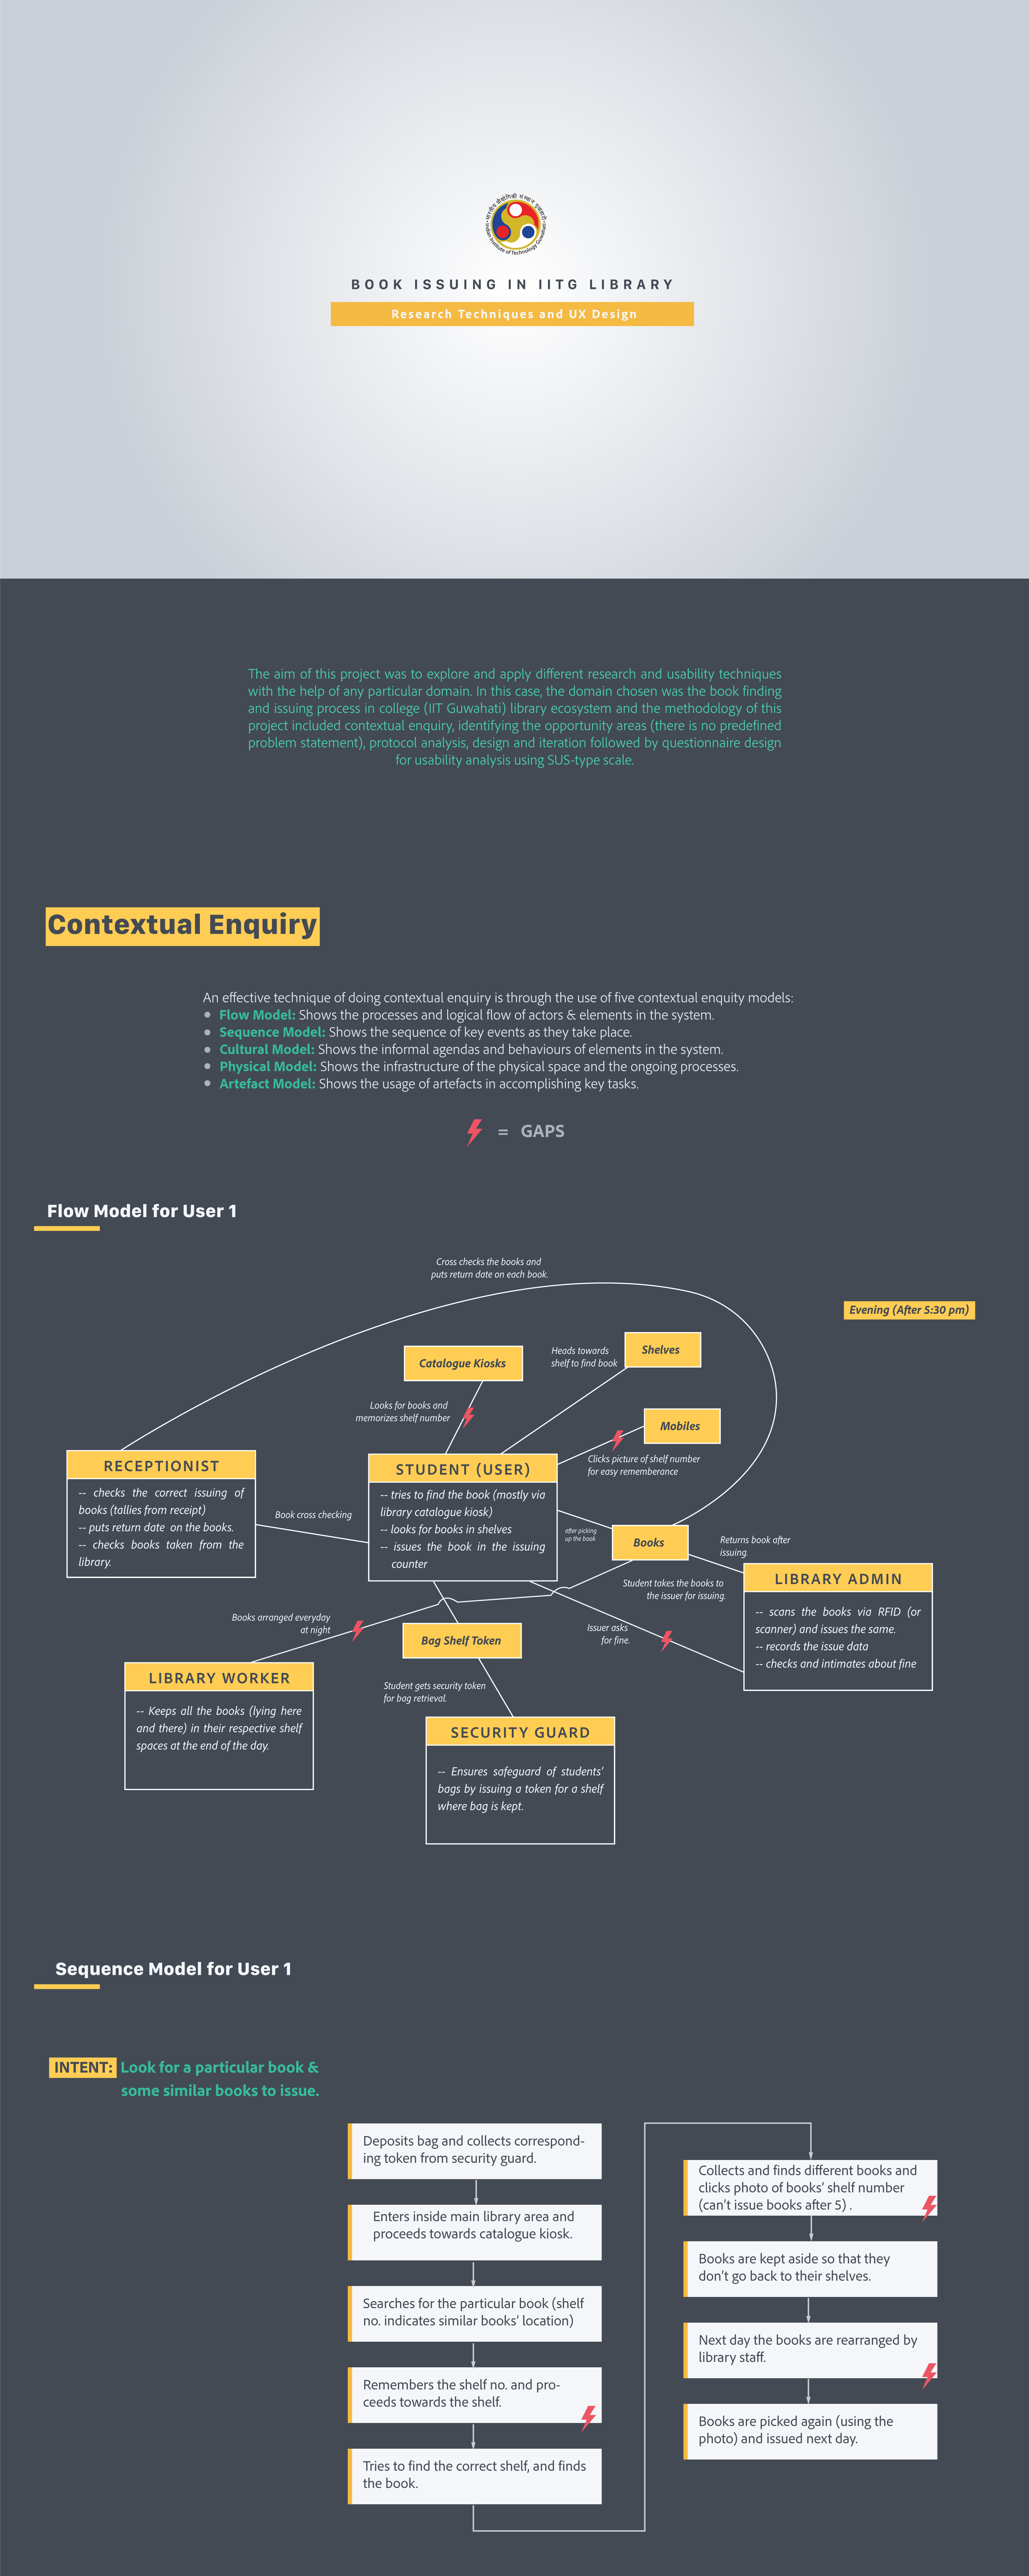 भारतीय प्रौद्योगिकी संस्थान गुवाहाटी
Indian Institute of Technology Guwahati
BOOK ISSUING IN IITG LIBRARY
Research Techniques and UX Design
The aim of this project was to explore and apply different research and usability techniques
with the help of any particular domain. In this case, the domain chosen was the book finding
and issuing process in college (IIT Guwahati) library ecosystem and the methodology of this
project included contextual enquiry, identifying the opportunity areas (there is no predefined
problem statement), protocol analysis, design and iteration followed by questionnaire design
for usability analysis using SUS-type scale.
Contextual Enquiry
An effective technique of doing contextual enquiry is through the use of five contextual enquity models:
Flow Model: Shows the processes and logical flow of actors & elements in the system.
Sequence Model: Shows the sequence of key events as they take place.
Cultural Model: Shows the informal agendas and behaviours of elements in the system.
Physical Model: Shows the infrastructure of the physical space and the ongoing processes.
Artefact Model: Shows the usage of artefacts in accomplishing key tasks.
= GAPS
Flow Model for User 1
Cross checks the books and
puts return date on each book.
Evening (After 5:30 pm)
Catalogue Kiosks
Heads towards
shelf to find book
Shelves
Looks for books and
memorizes shelf number
Mobiles
Clicks picture of shelf number
for easy rememberance
RECEPTIONIST
-- checks the correct issuing of
books (tallies from receipt)
-- puts return date on the books.
-- checks books taken from the
library.
Book cross checking
STUDENT (USER)
-- tries to find the book (mostly via
library catalogue kiosk)
-- looks for books in shelves
-- issues the book in the issuing
counter
after picking
up the book
Books
Returns book after
issuing.
Student takes the books to
the issuer for issuing.
LIBRARY ADMIN
-- scans the books via RFID (or
scanner) and issues the same.
-- records the issue data
-- checks and intimates about fine
Books arranged everyday
at night
Issuer asks
for fine.
Bag Shelf Token
LIBRARY WORKER
-- Keeps all the books (lying here
and there) in their respective shelf
spaces at the end of the day.
Student gets security token
for bag retrieval.
SECURITY GUARD
-- Ensures safeguard of students'
bags by issuing a token for a shelf
where bag is kept.
Sequence Model for User 1
INTENT: Look for a particular book &
some similar books to issue.
Deposits bag and collects correspond-
ing token from security guard.
Enters inside main library area and
proceeds towards catalogue kiosk.
Searches for the particular book (shelf
no. indicates similar books' location)
Remembers the shelf no. and pro-
ceeds towards the shelf.
Tries to find the correct shelf, and finds
the book.
Collects and finds different books and
clicks photo of books' shelf number
(can't issue books after 5) .
Books are kept aside so that they
don't go back to their shelves.
Next day the books are rearranged by
library staff.
Books are picked again (using the
photo) and issued next day.